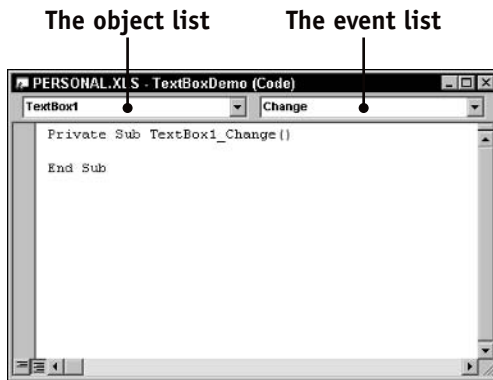 The object list The event list
PERSONAL.XLS - TextBoxDemo (Code)
TextBox1 Change
Private Sub TextBox1_Change()
End Sub